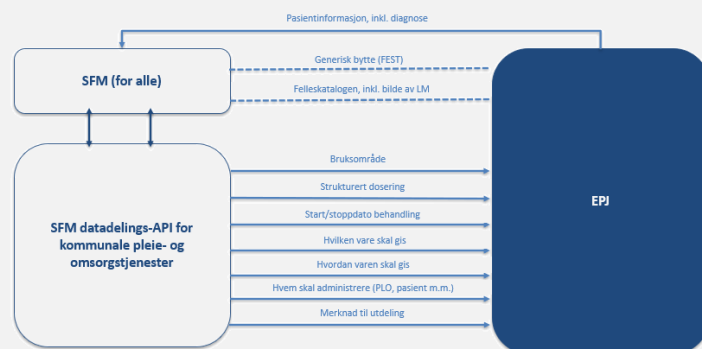 Pasientinformasjon, inkl. diagnose
SFM (for alle)
Generisk bytte (FEST)
Felleskatalogen, inkl. bilde av LM
SFM datadelings-API for
kommunale pleie- og
omsorgstjenester
Bruksområde
Strukturert dosering
Start/stoppdato behandling
Hvilken vare skal gis
Hvordan varen skal gis
Hvem skal administrere (PLO, pasient m.m.)
Merknad til utdeling
EPJ